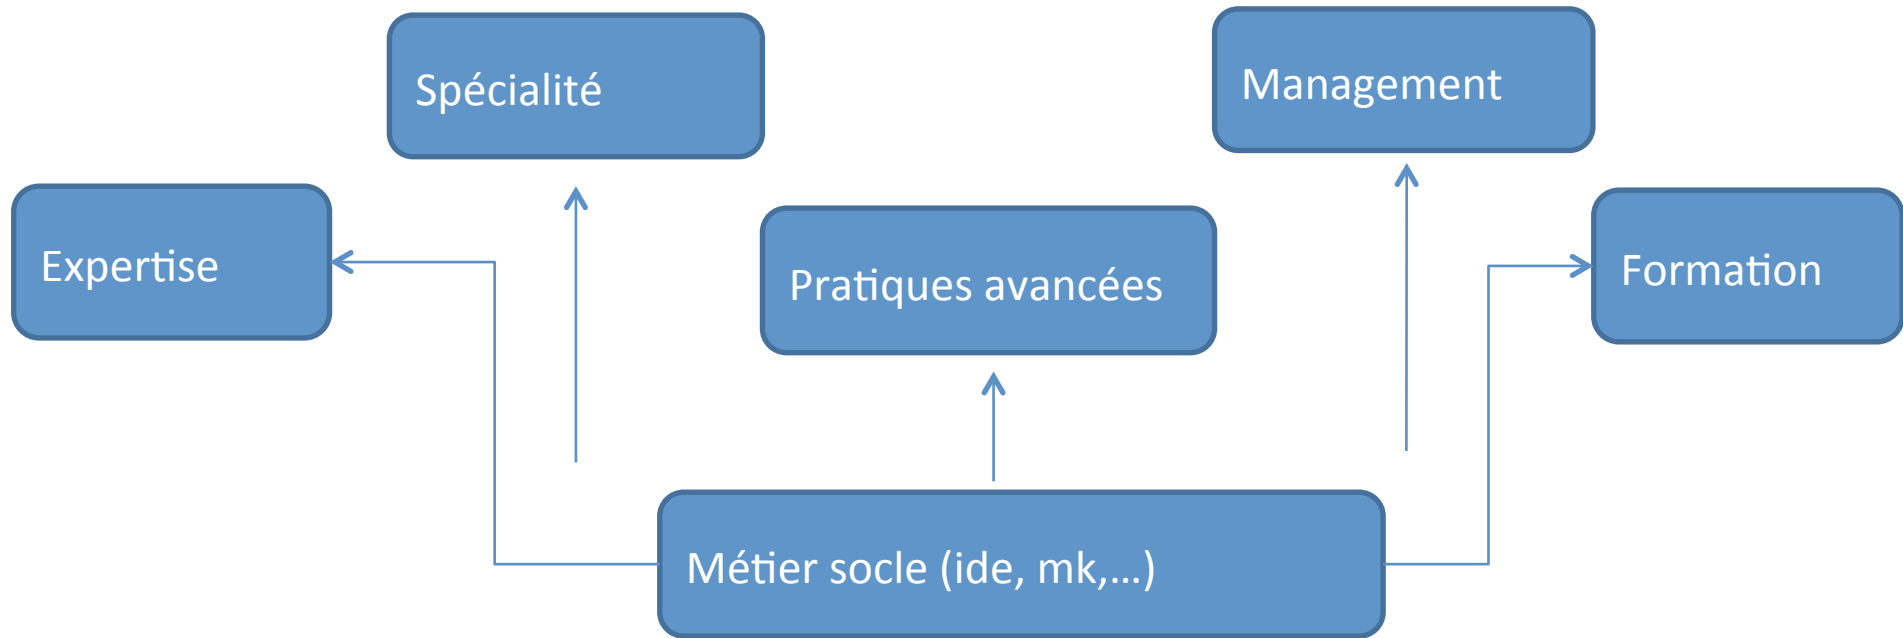 Spécialité
Management
Expertise
Pratiques avancées
Formation
Métier socle (ide, mk,...)